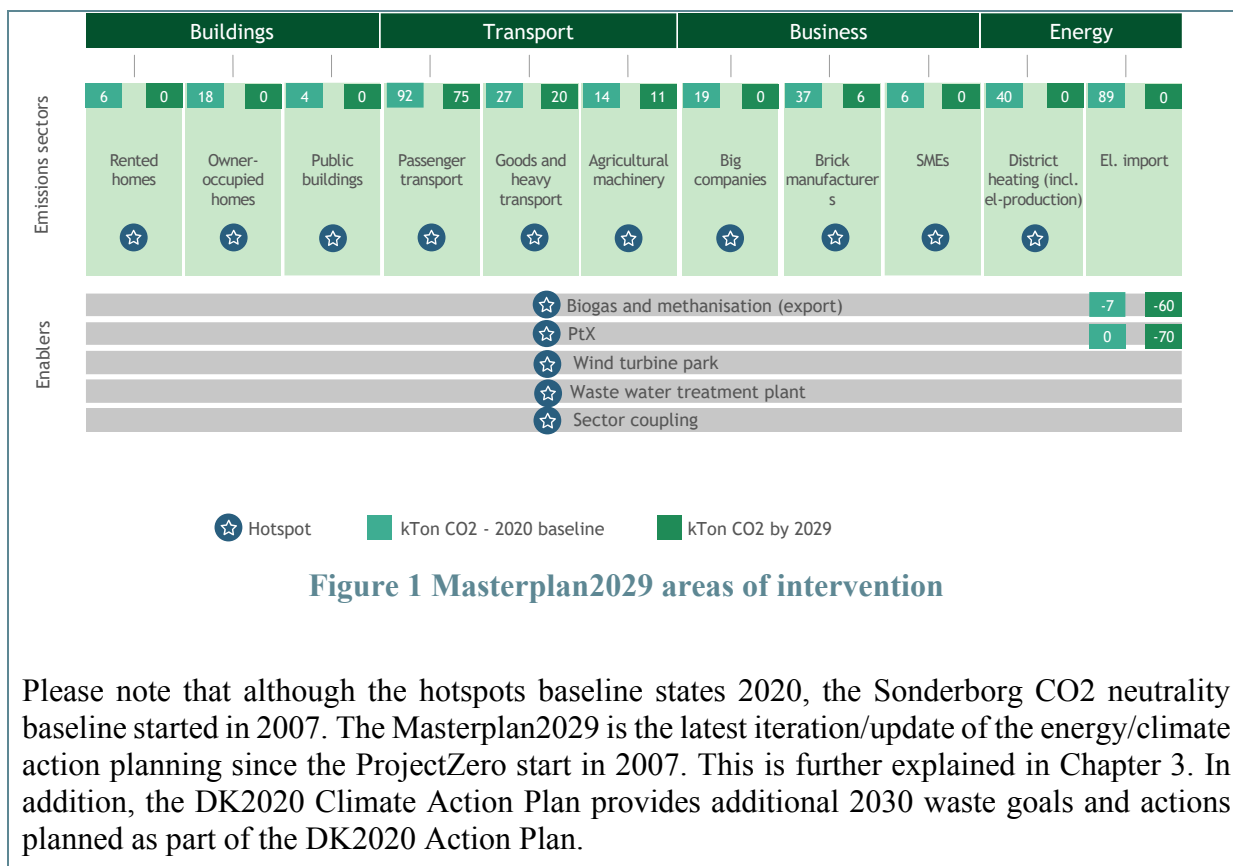 Buildings Transport Business Energy
Emissions sectors
6 0 18 0 4 0 92 75 27 20 14 11 19 0 37 6 6 0 40 0 89 0
Rented
homes
Owner-
occupied
homes
Public
buildings
Passenger
transport
Goods and
heavy
transport
Agricultural
machinery
Big
companies
Brick
manufacturer
s
SMEs
District
heating (incl.
el-production)
El. import
Enablers
Biogas and methanisation (export) -7 -60
PtX 0 -70
Wind turbine park
Waste water treatment plant
Sector coupling
Hotspot kTon CO2 - 2020 baseline kTon CO2 by 2029
Figure 1 Masterplan2029 areas of intervention
Please note that although the hotspots baseline states 2020, the Sonderborg CO2 neutrality
baseline started in 2007. The Masterplan2029 is the latest iteration/update of the energy/climate
action planning since the ProjectZero start in 2007. This is further explained in Chapter 3. In
addition, the DK2020 Climate Action Plan provides additional 2030 waste goals and actions
planned as part of the DK2020 Action Plan.